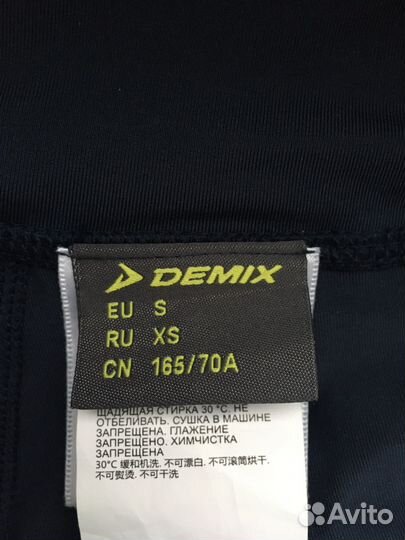 DEMIX
EU S
RU XS
CN 165/70A
ЩАДЯЩАЯ СТИРКА 30°С. НЕ
ОТБЕЛИВАТЬ. СУШКА В МАШИНЕ
ЗАПРЕЩЕНА. ГЛАЖЕНИЕ
ЗАПРЕЩЕНО. ХИМЧИСТКА
ЗАПРЕЩЕНА
30°C 缓和机洗. 不可漂白. 不可滚筒烘干.
不可熨烫. 不可干洗
Avito